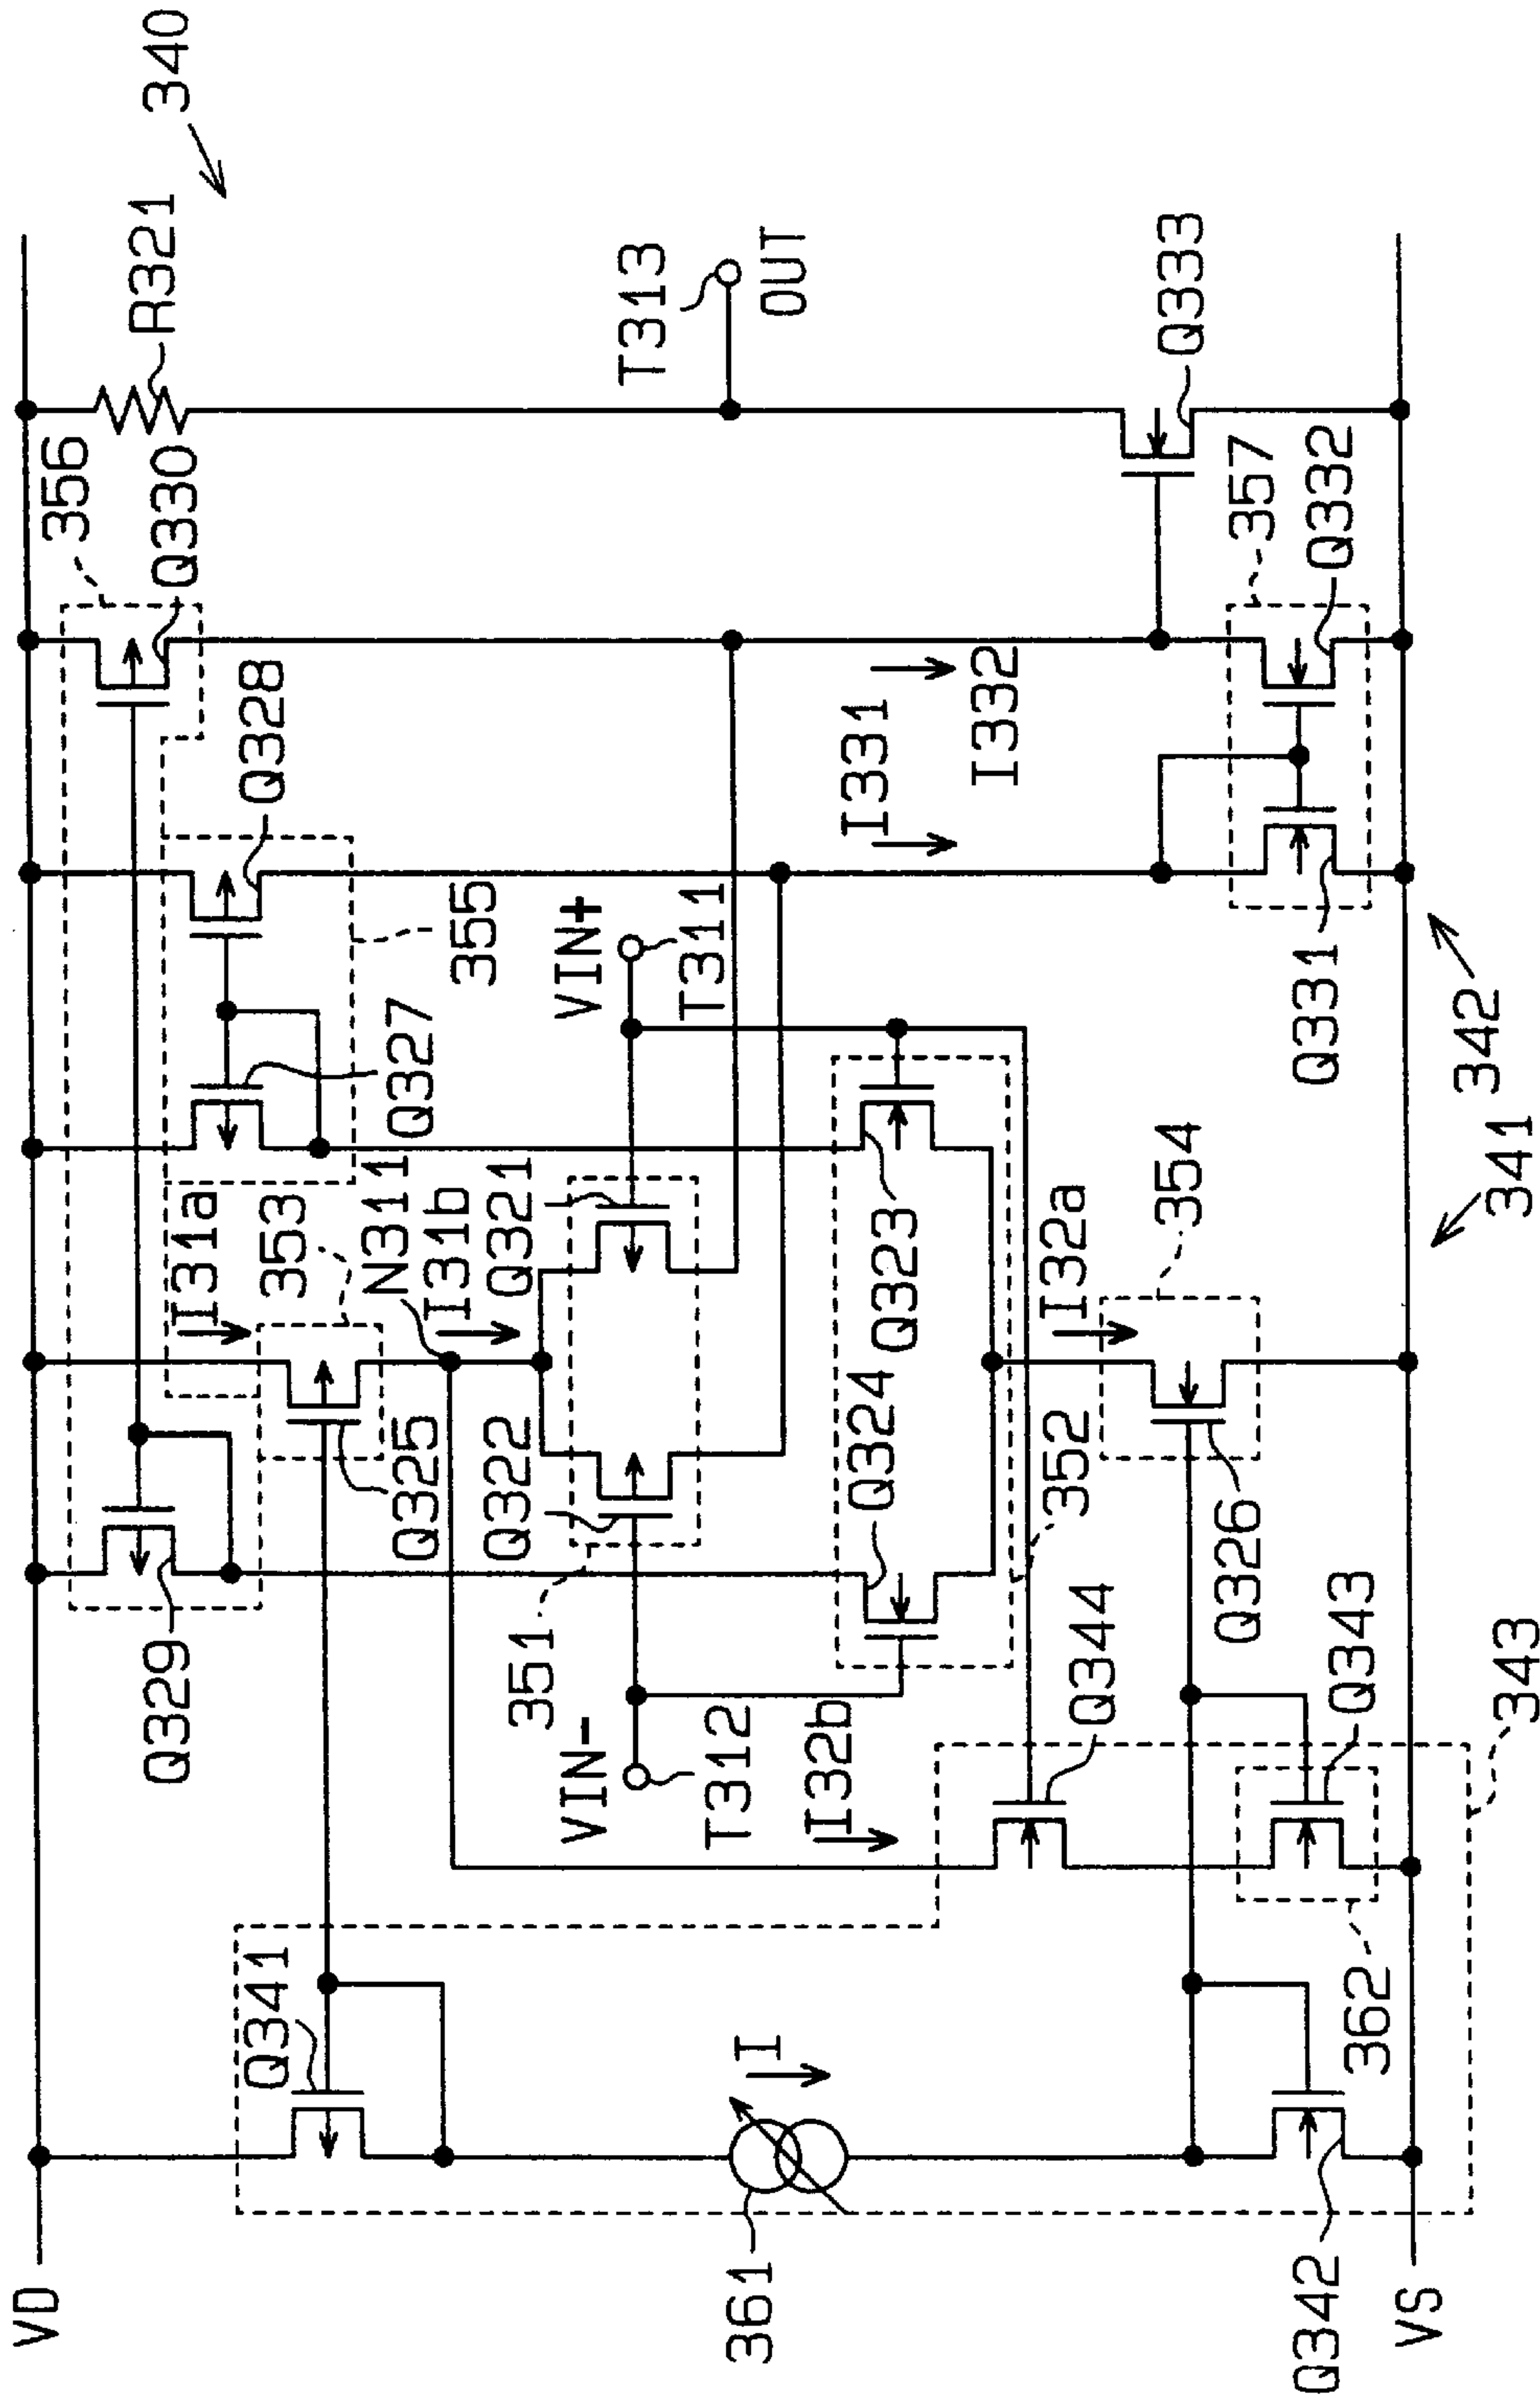 340
R321
356
Q330
T313
OUT
Q333
357
Q332
Q328
I331
I332
355
VIN+
T311
Q327
Q331
342
341
I31a
353
N311
I31b
Q321
Q323
I32a
354
Q325
Q322
Q324
352
Q326
Q329
351
VIN-
T312
I32b
Q344
Q343
343
Q341
I
362
361
Q342
VD
VS